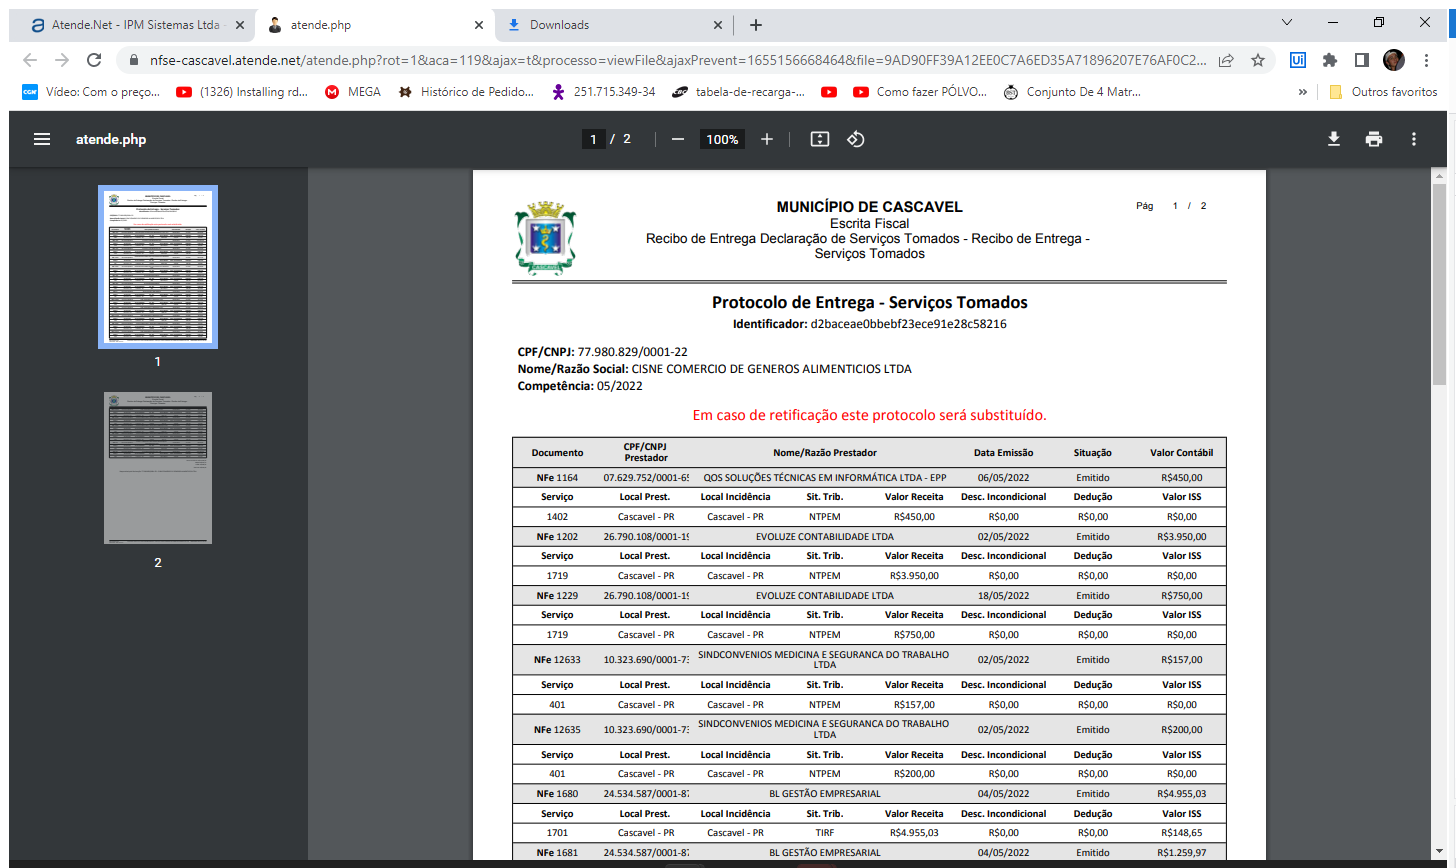 Atende.Net - IPM Sistemas Ltda
atende.php
Downloads
nfse-cascavel.atende.net/atende.php?rot=1&aca=119&ajax=t&processo=viewFile&ajaxPrevent=1655156668464&file=9AD90FF39A12EE0C7A6ED35A71896207E76AF0C2...
Vídeo: Com o preço...
(1326) Installing rd...
MEGA
Histórico de Pedido...
251.715.349-34
tabela-de-recarga-...
Como fazer PÓLVO...
Conjunto De 4 Matr...
»
Outros favoritos
atende.php
1 / 2
100%
1
2
MUNICÍPIO DE CASCAVEL
Pág 1 / 2
Escrita Fiscal
Recibo de Entrega Declaração de Serviços Tomados - Recibo de Entrega -
Serviços Tomados
CASCAVEL
Protocolo de Entrega - Serviços Tomados
Identificador: d2baceae0bbebf23ece91e28c58216
CPF/CNPJ: 77.980.829/0001-22
Nome/Razão Social: CISNE COMERCIO DE GENEROS ALIMENTICIOS LTDA
Competência: 05/2022
Em caso de retificação este protocolo será substituído.
Documento CPF/CNPJ Prestador Nome/Razão Prestador Data Emissão Situação Valor Contábil
NFe 1164 07.629.752/0001-65 QOS SOLUÇÕES TÉCNICAS EM INFORMÁTICA LTDA - EPP 06/05/2022 Emitido R$450,00
Serviço Local Prest. Local Incidência Sit. Trib. Valor Receita Desc. Incondicional Dedução Valor ISS
1402 Cascavel - PR Cascavel - PR NTPEM R$450,00 R$0,00 R$0,00 R$0,00
NFe 1202 26.790.108/0001-19 EVOLUZE CONTABILIDADE LTDA 02/05/2022 Emitido R$3.950,00
Serviço Local Prest. Local Incidência Sit. Trib. Valor Receita Desc. Incondicional Dedução Valor ISS
1719 Cascavel - PR Cascavel - PR NTPEM R$3.950,00 R$0,00 R$0,00 R$0,00
NFe 1229 26.790.108/0001-19 EVOLUZE CONTABILIDADE LTDA 18/05/2022 Emitido R$750,00
Serviço Local Prest. Local Incidência Sit. Trib. Valor Receita Desc. Incondicional Dedução Valor ISS
1719 Cascavel - PR Cascavel - PR NTPEM R$750,00 R$0,00 R$0,00 R$0,00
NFe 12633 10.323.690/0001-73 SINDCONVENIOS MEDICINA E SEGURANCA DO TRABALHO LTDA 02/05/2022 Emitido R$157,00
Serviço Local Prest. Local Incidência Sit. Trib. Valor Receita Desc. Incondicional Dedução Valor ISS
401 Cascavel - PR Cascavel - PR NTPEM R$157,00 R$0,00 R$0,00 R$0,00
NFe 12635 10.323.690/0001-73 SINDCONVENIOS MEDICINA E SEGURANCA DO TRABALHO LTDA 02/05/2022 Emitido R$200,00
Serviço Local Prest. Local Incidência Sit. Trib. Valor Receita Desc. Incondicional Dedução Valor ISS
401 Cascavel - PR Cascavel - PR NTPEM R$200,00 R$0,00 R$0,00 R$0,00
NFe 1680 24.534.587/0001-87 BL GESTÃO EMPRESARIAL 04/05/2022 Emitido R$4.955,03
Serviço Local Prest. Local Incidência Sit. Trib. Valor Receita Desc. Incondicional Dedução Valor ISS
1701 Cascavel - PR Cascavel - PR TIRF R$4.955,03 R$0,00 R$0,00 R$148,65
NFe 1681 24.534.587/0001-87 BL GESTÃO EMPRESARIAL 04/05/2022 Emitido R$1.259,97